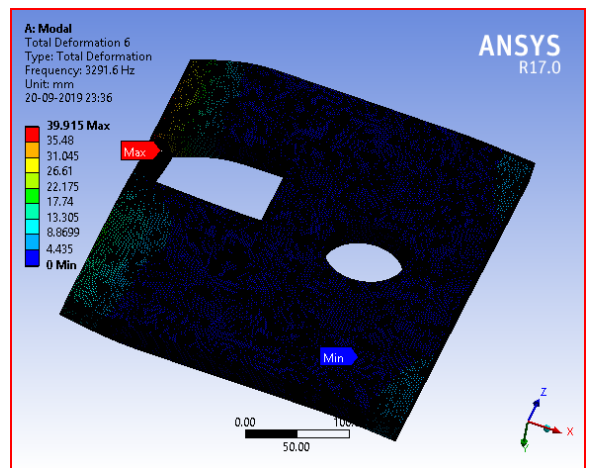 A: Modal
Total Deformation 6
Type: Total Deformation
Frequency: 3291.6 Hz
Unit: mm
20-09-2019 23:36
ANSYS
R17.0
39.915 Max
35.48
31.045
26.61
22.175
17.74
13.305
8.8699
4.435
0 Min
Max
Min
0.00
100.
50.00
Z
X
Y